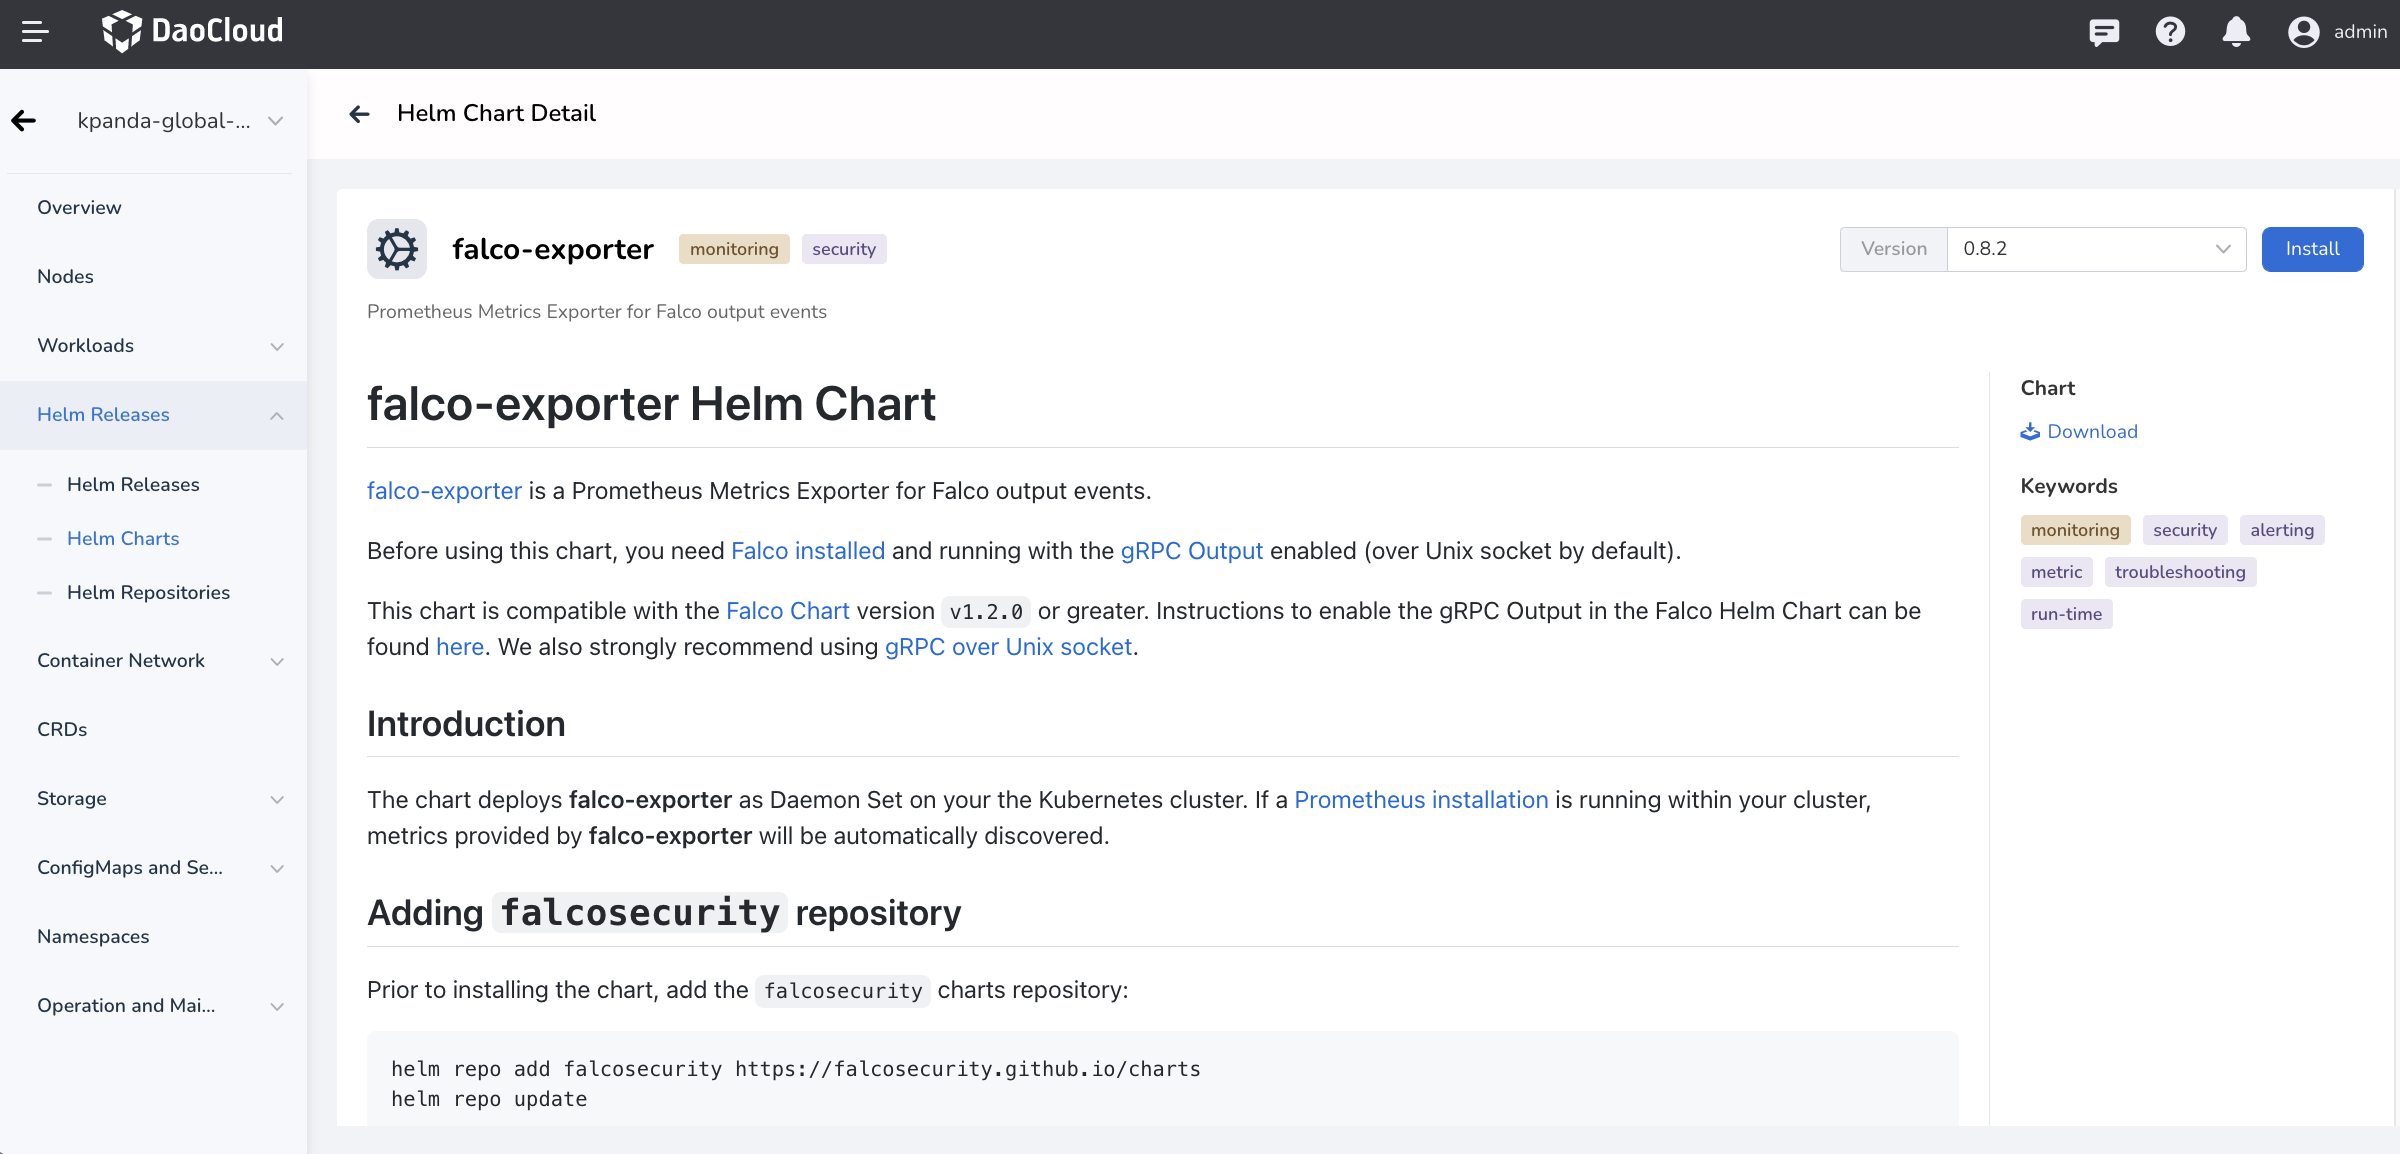 DaoCloud
admin
kpanda-global-...
Helm Chart Detail
Overview
Nodes
Workloads
Helm Releases
Helm Releases
Helm Charts
Helm Repositories
Container Network
CRDs
Storage
ConfigMaps and Se...
Namespaces
Operation and Mai...
falco-exporter monitoring security
Version 0.8.2 Install
Prometheus Metrics Exporter for Falco output events
falco-exporter Helm Chart
falco-exporter is a Prometheus Metrics Exporter for Falco output events.
Before using this chart, you need Falco installed and running with the gRPC Output enabled (over Unix socket by default).
This chart is compatible with the Falco Chart version v1.2.0 or greater. Instructions to enable the gRPC Output in the Falco Helm Chart can be
found here. We also strongly recommend using gRPC over Unix socket.
Introduction
The chart deploys falco-exporter as Daemon Set on your the Kubernetes cluster. If a Prometheus installation is running within your cluster,
metrics provided by falco-exporter will be automatically discovered.
Adding falcosecurity repository
Prior to installing the chart, add the falcosecurity charts repository:
helm repo add falcosecurity https://falcosecurity.github.io/charts
helm repo update
Chart
Download
Keywords
monitoring security alerting
metric troubleshooting
run-time